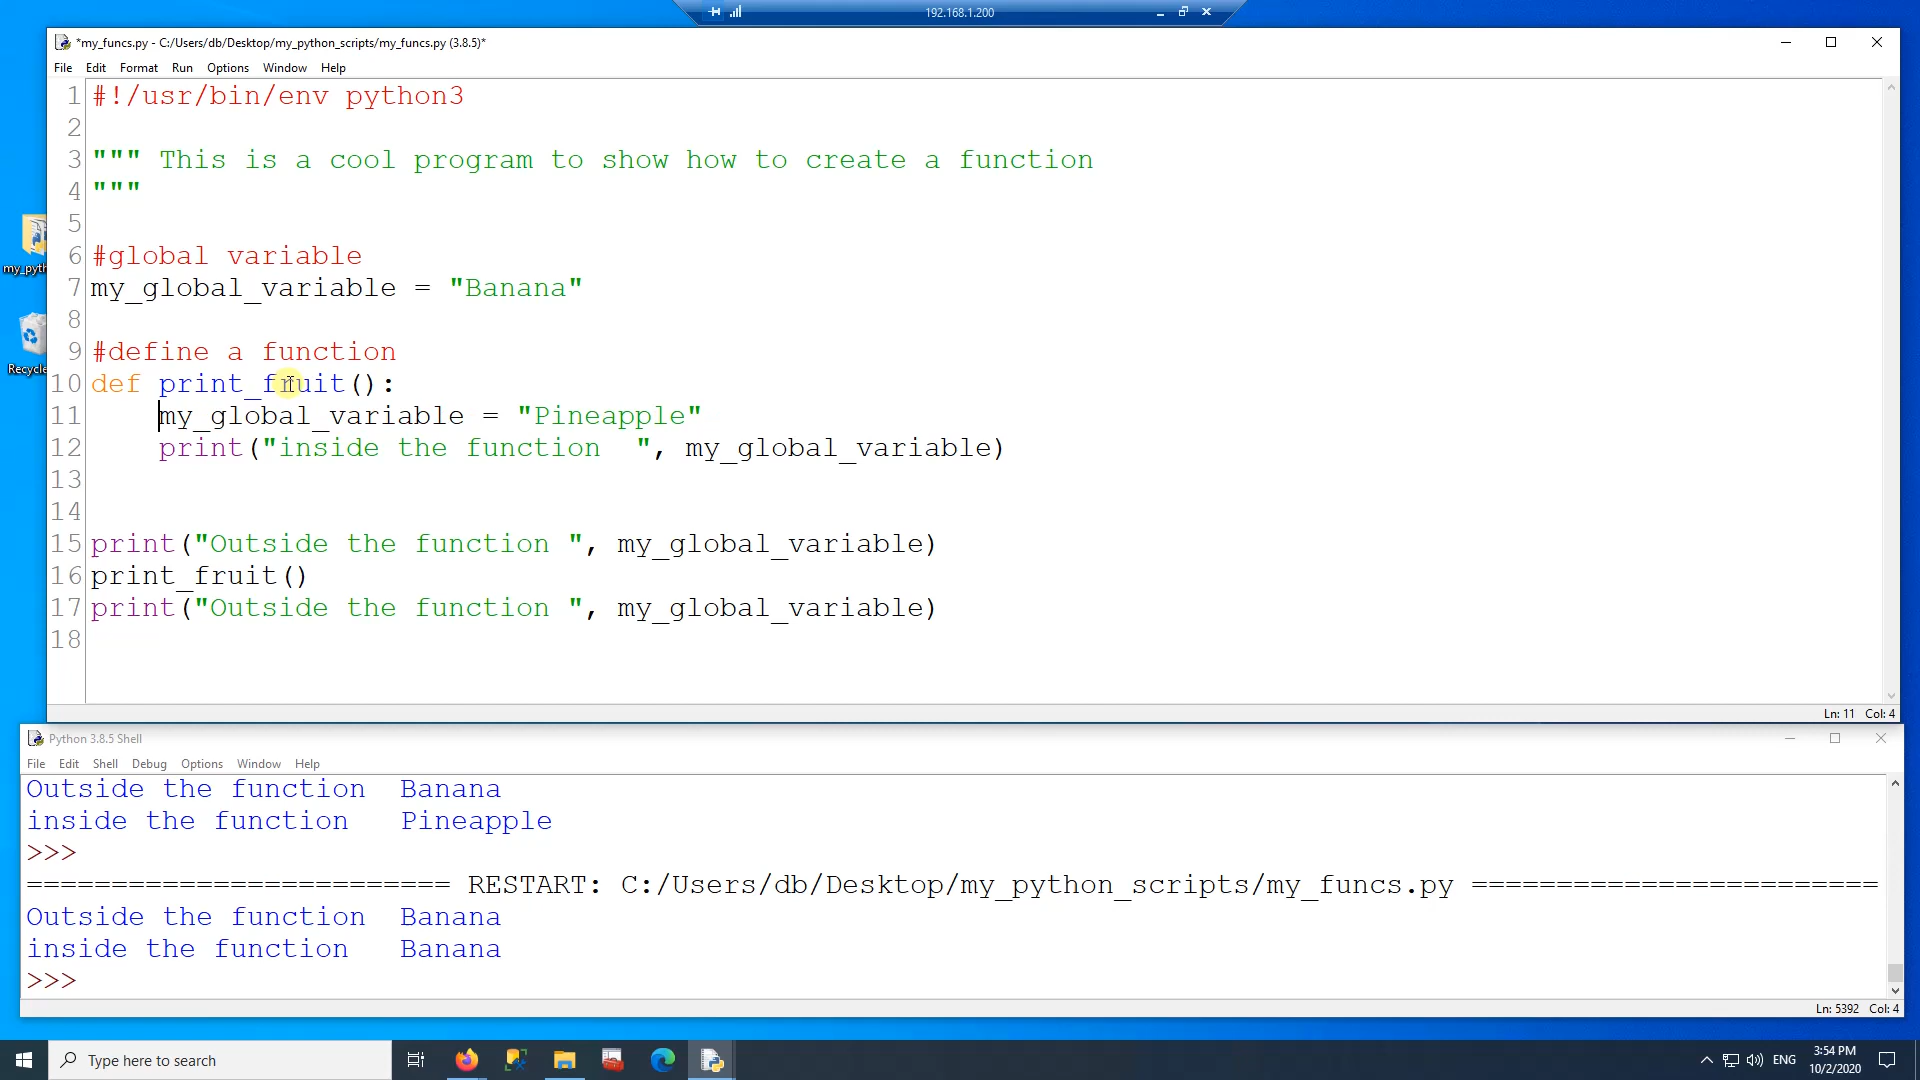 192.168.1.200
*my_funcs.py - C:/Users/db/Desktop/my_python_scripts/my_funcs.py (3.8.5)*
File Edit Format Run Options Window Help
1 #!/usr/bin/env python3
2
3 """ This is a cool program to show how to create a function
4 """
5
6 #global variable
7 my_global_variable = "Banana"
8
9 #define a function
10 def print_fruit():
11     my_global_variable = "Pineapple"
12     print("inside the function  ", my_global_variable)
13
14
15 print("Outside the function ", my_global_variable)
16 print_fruit()
17 print("Outside the function ", my_global_variable)
18
my_pyth
Recycle
Ln: 11 Col: 4
Python 3.8.5 Shell
File Edit Shell Debug Options Window Help
Outside the function  Banana
inside the function   Pineapple
>>>
========================= RESTART: C:/Users/db/Desktop/my_python_scripts/my_funcs.py ========================
Outside the function  Banana
inside the function   Banana
>>>
Ln: 5392 Col: 4
Type here to search
ENG
3:54 PM
10/2/2020